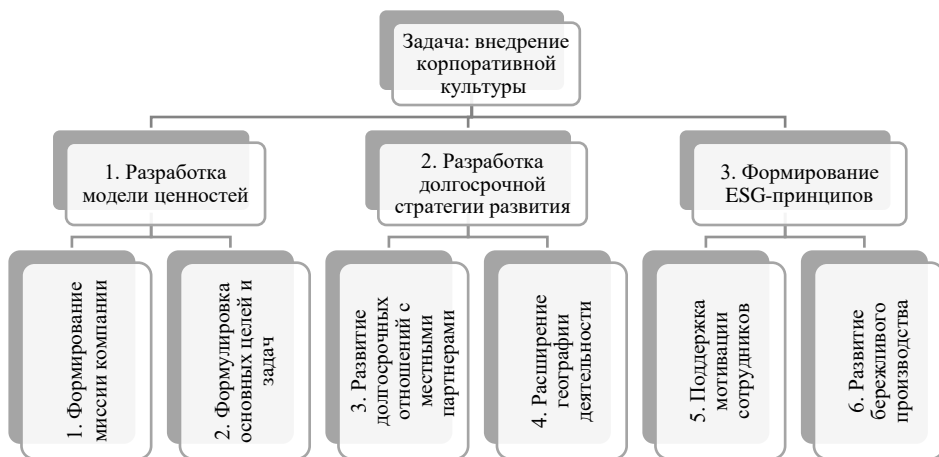 Задача: внедрение
корпоративной
культуры
1. Разработка
модели ценностей
2. Разработка
долгосрочной
стратегии развития
3. Формирование
ESG-принципов
1. Формирование
миссии компании
2. Формулировка
основных целей и
задач
3. Развитие
долгосрочных
отношений с
местными
партнерами
4. Расширение
географии
деятельности
5. Поддержка
мотивации
сотрудников
6. Развитие
бережливого
производства